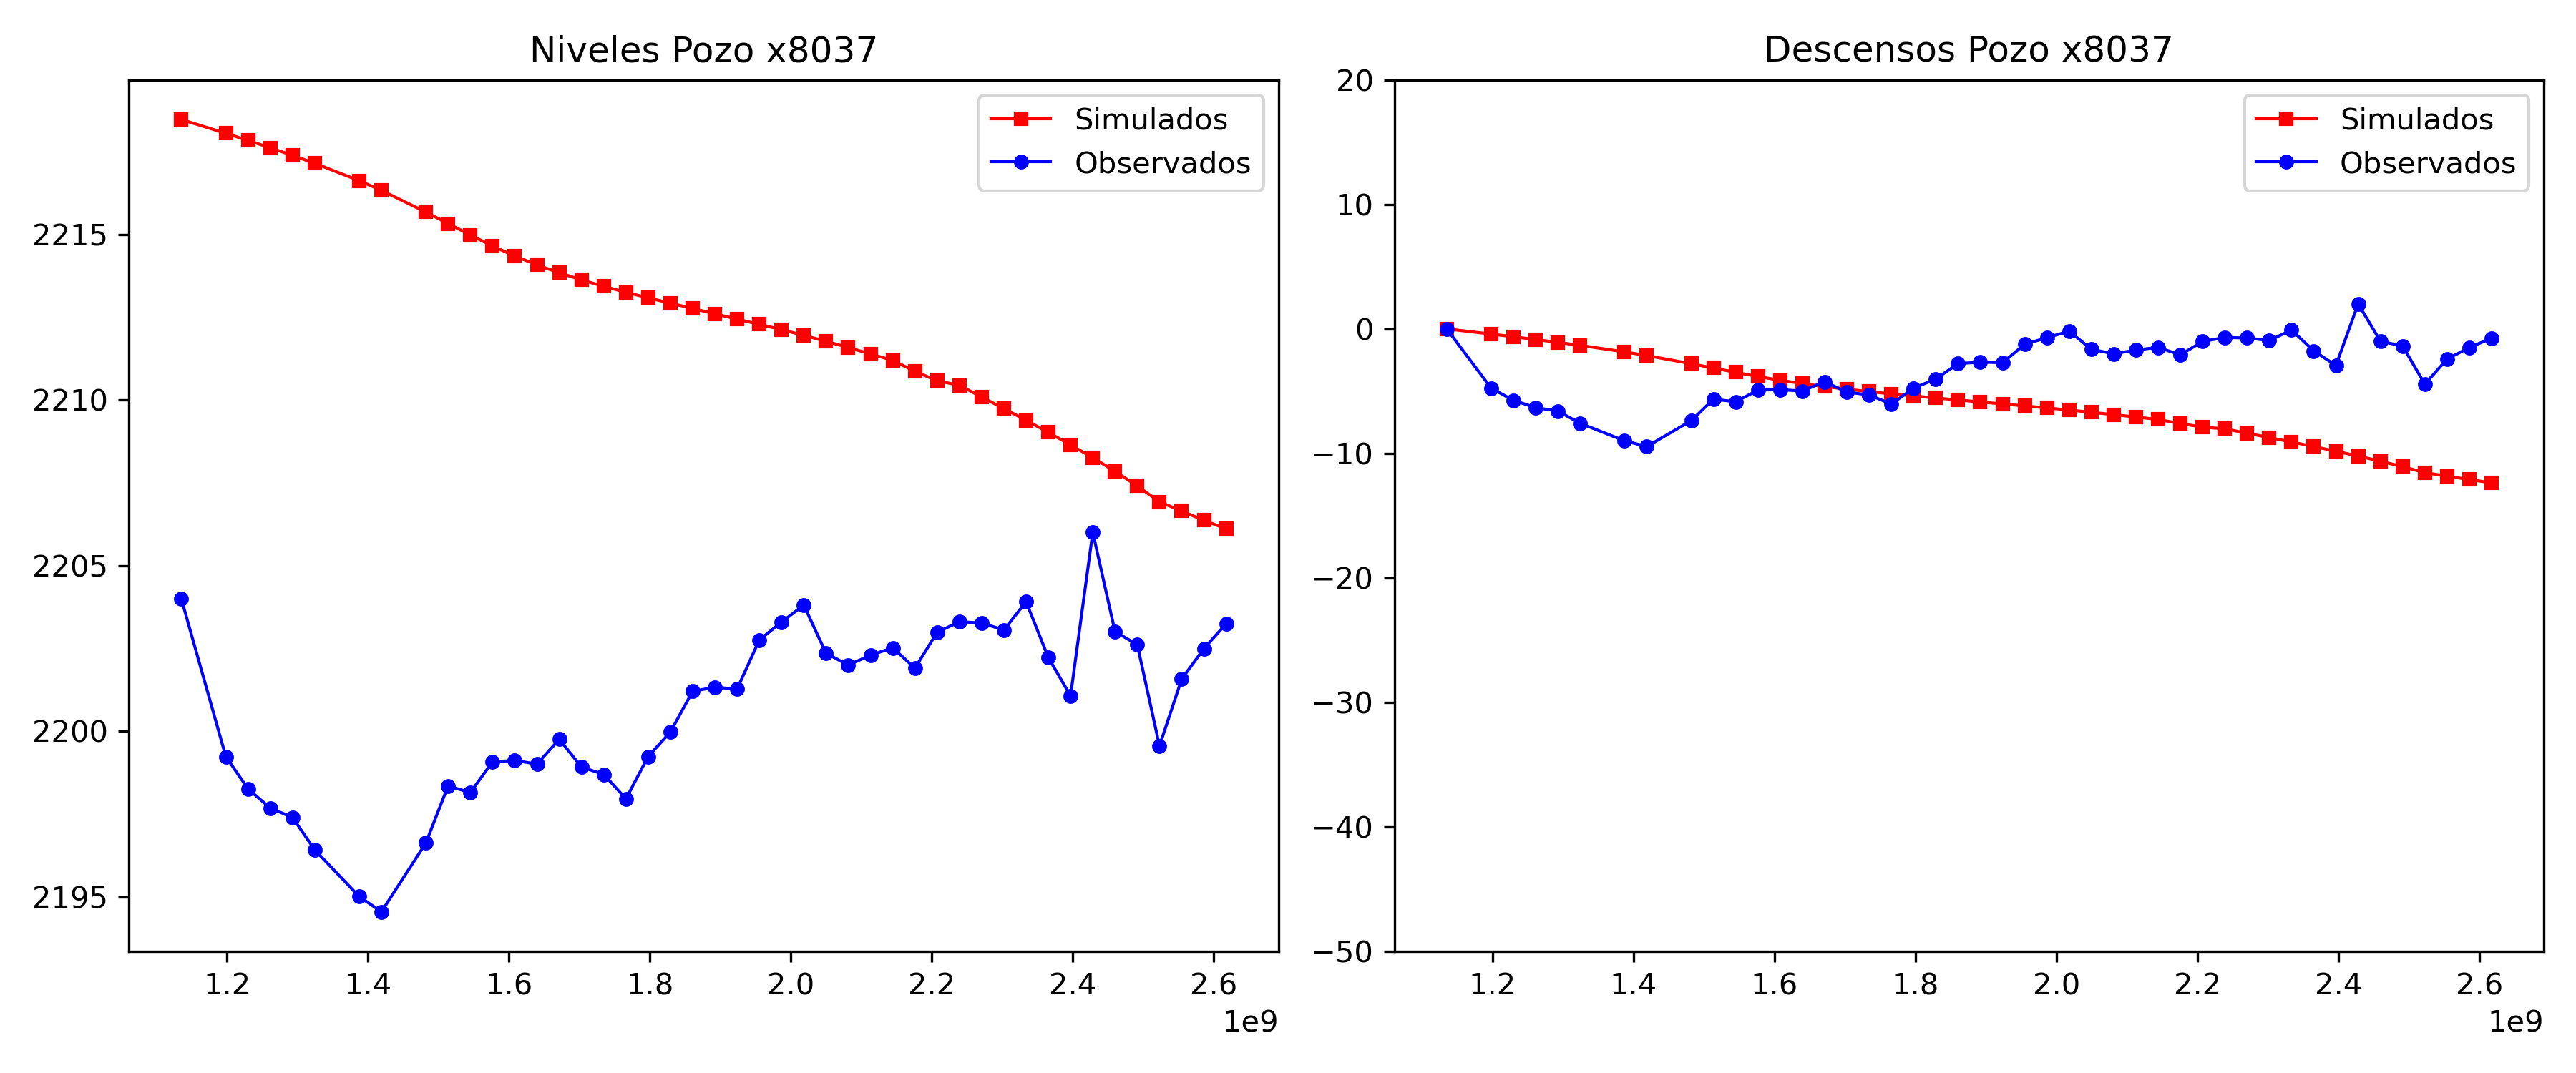 Niveles Pozo x8037
Simulados
Observados
2215
2210
2205
2200
2195
1.2 1.4 1.6 1.8 2.0 2.2 2.4 2.6
1e9
Descensos Pozo x8037
Simulados
Observados
20
10
0
−10
−20
−30
−40
−50
1.2 1.4 1.6 1.8 2.0 2.2 2.4 2.6
1e9